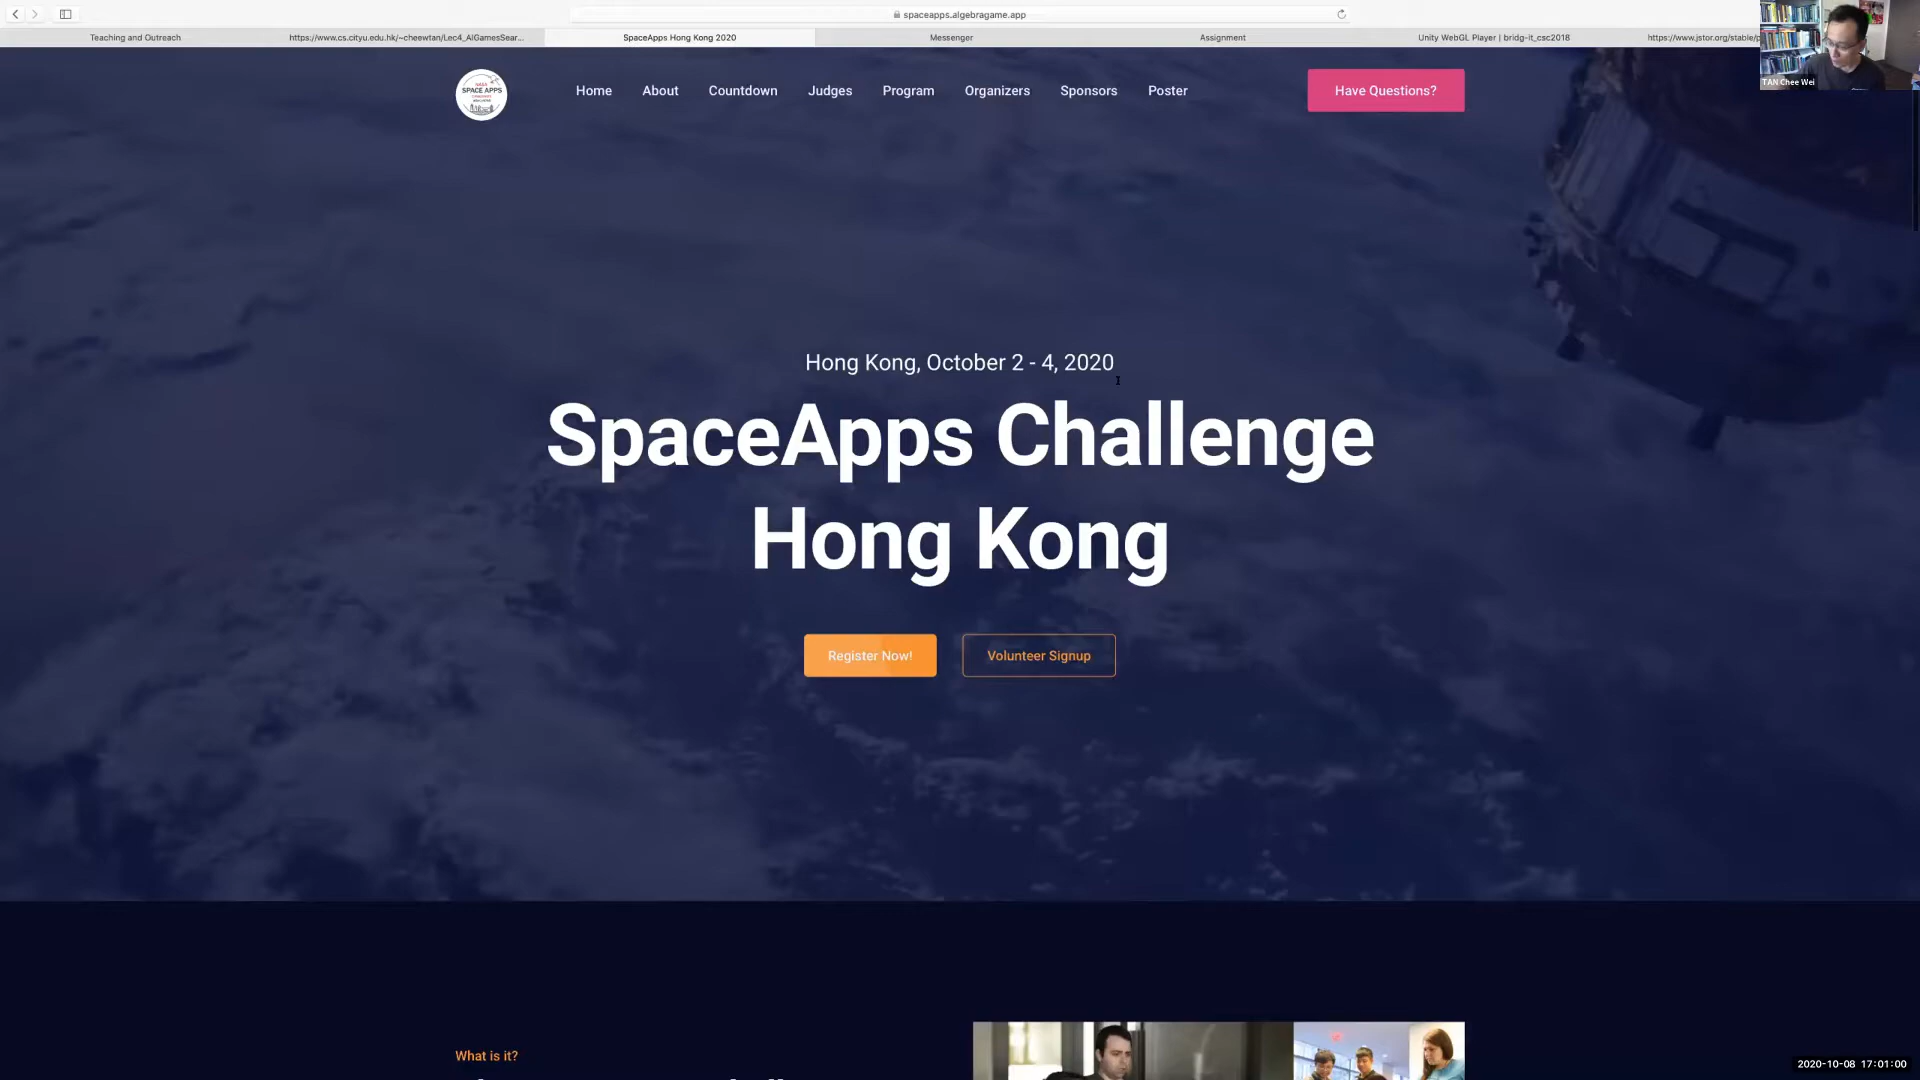 spaceapps.algebragame.app
Teaching and Outreach
https://www.cs.cityu.edu.hk/~cheewtan/Lec4_AIGamesSear...
SpaceApps Hong Kong 2020
Messenger
Assignment
Unity WebGL Player | bridg-it_csc2018
https://www.jstor.org/stable/p
TAN Chee Wei
SPACE APPS
Home
About
Countdown
Judges
Program
Organizers
Sponsors
Poster
Have Questions?
Hong Kong, October 2 - 4, 2020
SpaceApps Challenge
Hong Kong
Register Now!
Volunteer Signup
What is it?
2020-10-08 17:01:00